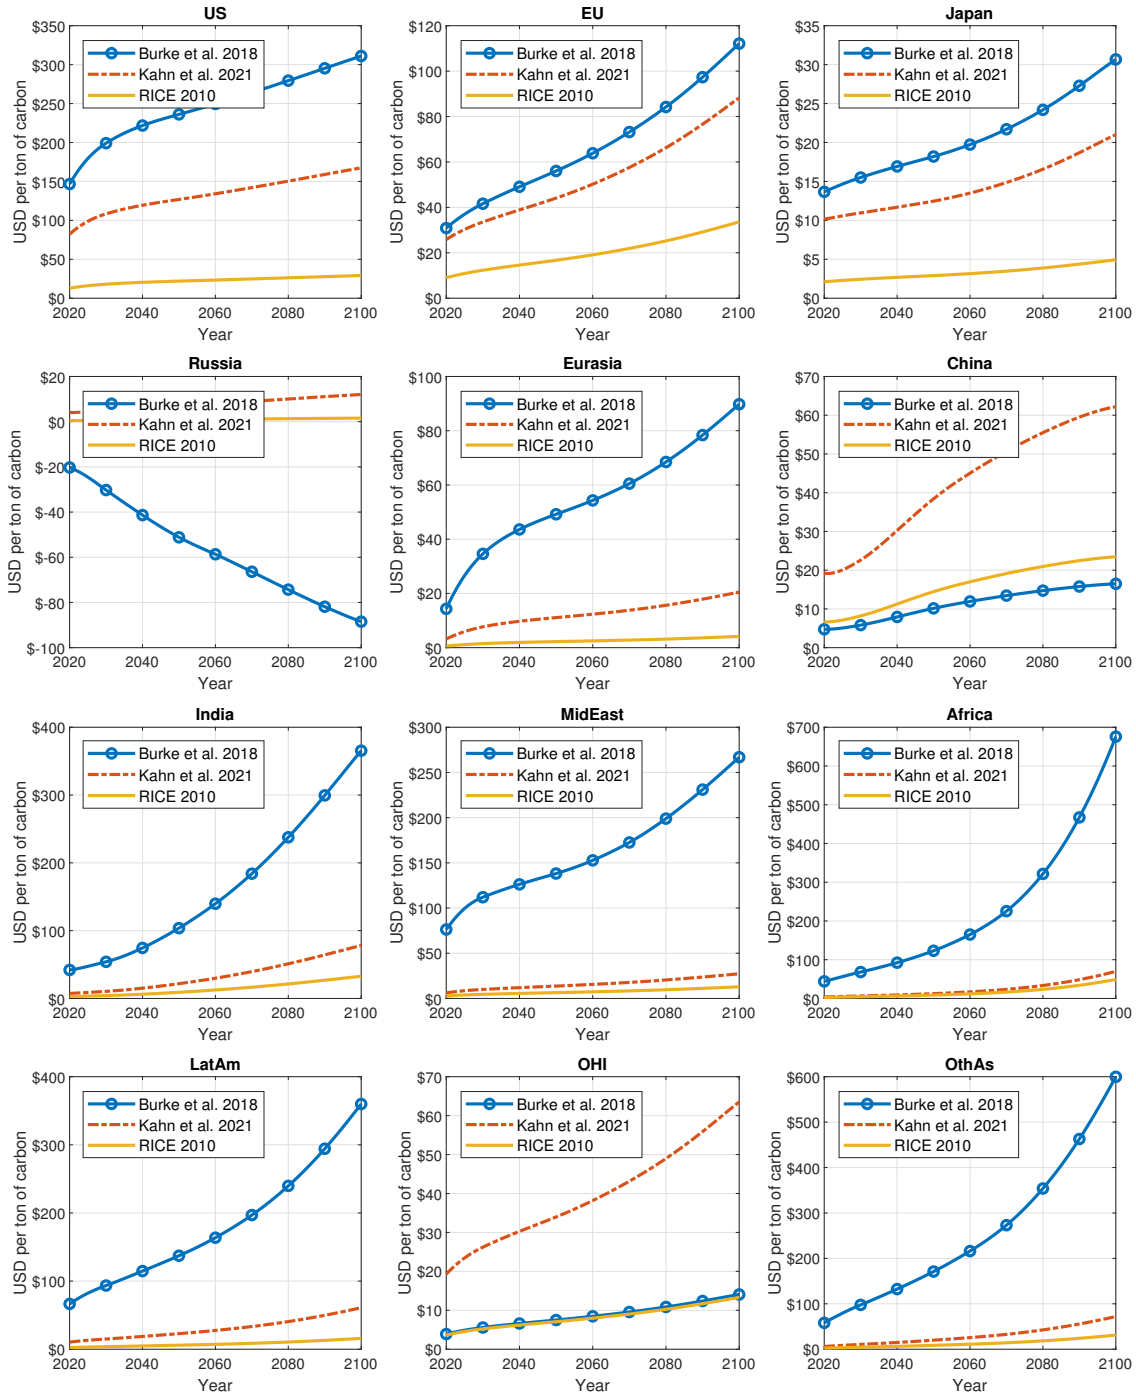 US
USD per ton of carbon
$350
$300
$250
$200
$150
$100
$50
$0
Burke et al. 2018
Kahn et al. 2021
RICE 2010
2020 2040 2060 2080 2100
Year
EU
USD per ton of carbon
$120
$100
$80
$60
$40
$20
$0
Burke et al. 2018
Kahn et al. 2021
RICE 2010
2020 2040 2060 2080 2100
Year
Japan
USD per ton of carbon
$35
$30
$25
$20
$15
$10
$5
$0
Burke et al. 2018
Kahn et al. 2021
RICE 2010
2020 2040 2060 2080 2100
Year
Russia
USD per ton of carbon
$20
$0
$-20
$-40
$-60
$-80
$-100
Burke et al. 2018
Kahn et al. 2021
RICE 2010
2020 2040 2060 2080 2100
Year
Eurasia
USD per ton of carbon
$100
$80
$60
$40
$20
$0
Burke et al. 2018
Kahn et al. 2021
RICE 2010
2020 2040 2060 2080 2100
Year
China
USD per ton of carbon
$70
$60
$50
$40
$30
$20
$10
$0
Burke et al. 2018
Kahn et al. 2021
RICE 2010
2020 2040 2060 2080 2100
Year
India
USD per ton of carbon
$400
$300
$200
$100
$0
Burke et al. 2018
Kahn et al. 2021
RICE 2010
2020 2040 2060 2080 2100
Year
MidEast
USD per ton of carbon
$300
$250
$200
$150
$100
$50
$0
Burke et al. 2018
Kahn et al. 2021
RICE 2010
2020 2040 2060 2080 2100
Year
Africa
USD per ton of carbon
$700
$600
$500
$400
$300
$200
$100
$0
Burke et al. 2018
Kahn et al. 2021
RICE 2010
2020 2040 2060 2080 2100
Year
LatAm
USD per ton of carbon
$400
$300
$200
$100
$0
Burke et al. 2018
Kahn et al. 2021
RICE 2010
2020 2040 2060 2080 2100
Year
OHI
USD per ton of carbon
$70
$60
$50
$40
$30
$20
$10
$0
Burke et al. 2018
Kahn et al. 2021
RICE 2010
2020 2040 2060 2080 2100
Year
OthAs
USD per ton of carbon
$600
$500
$400
$300
$200
$100
$0
Burke et al. 2018
Kahn et al. 2021
RICE 2010
2020 2040 2060 2080 2100
Year